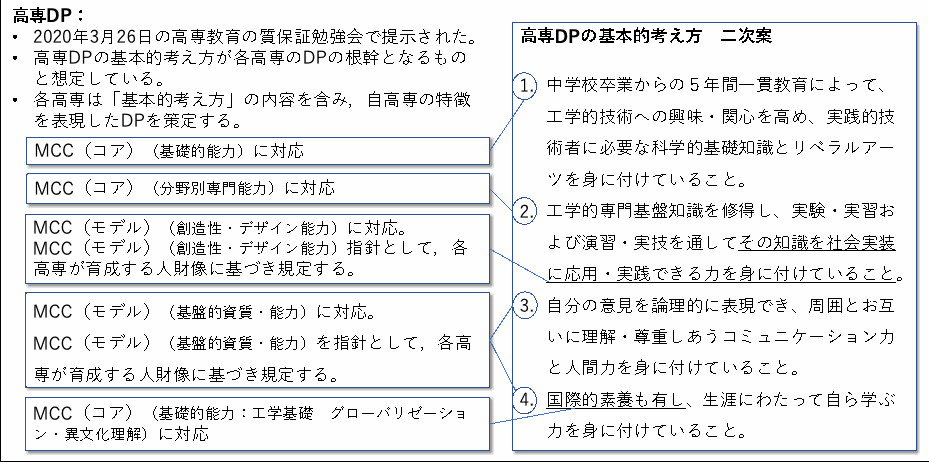 高専DP：
• 2020年3月26日の高専教育の質保証勉強会で提示された。
• 高専DPの基本的考え方が各高専のDPの根幹となるもの
と想定している。
• 各高専は「基本的考え方」の内容を含み，自高専の特徴
を表現したDPを策定する。
MCC（コア）（基礎的能力）に対応
MCC（コア）（分野別専門能力）に対応
MCC（モデル）（創造性・デザイン能力）に対応。
MCC（モデル）（創造性・デザイン能力）指針として，各
高専が育成する人財像に基づき規定する。
MCC（モデル）（基盤的資質・能力）に対応。
MCC（モデル）（基盤的資質・能力）を指針として，各高
専が育成する人財像に基づき規定する。
MCC（コア）（基礎的能力：工学基礎　グローバリゼーショ
ン・異文化理解）に対応
高専DPの基本的考え方　二次案
1. 中学校卒業からの５年間一貫教育によって、
工学的技術への興味・関心を高め、実践的技
術者に必要な科学的基礎知識とリベラルアー
ツを身に付けていること。
2. 工学的専門基盤知識を修得し、実験・実習お
よび演習・実技を通してその知識を社会実装
に応用・実践できる力を身に付けていること。
3. 自分の意見を論理的に表現でき、周囲とお互
いに理解・尊重しあうコミュニケーション力
と人間力を身に付けていること。
4. 国際的素養も有し、生涯にわたって自ら学ぶ
力を身に付けていること。